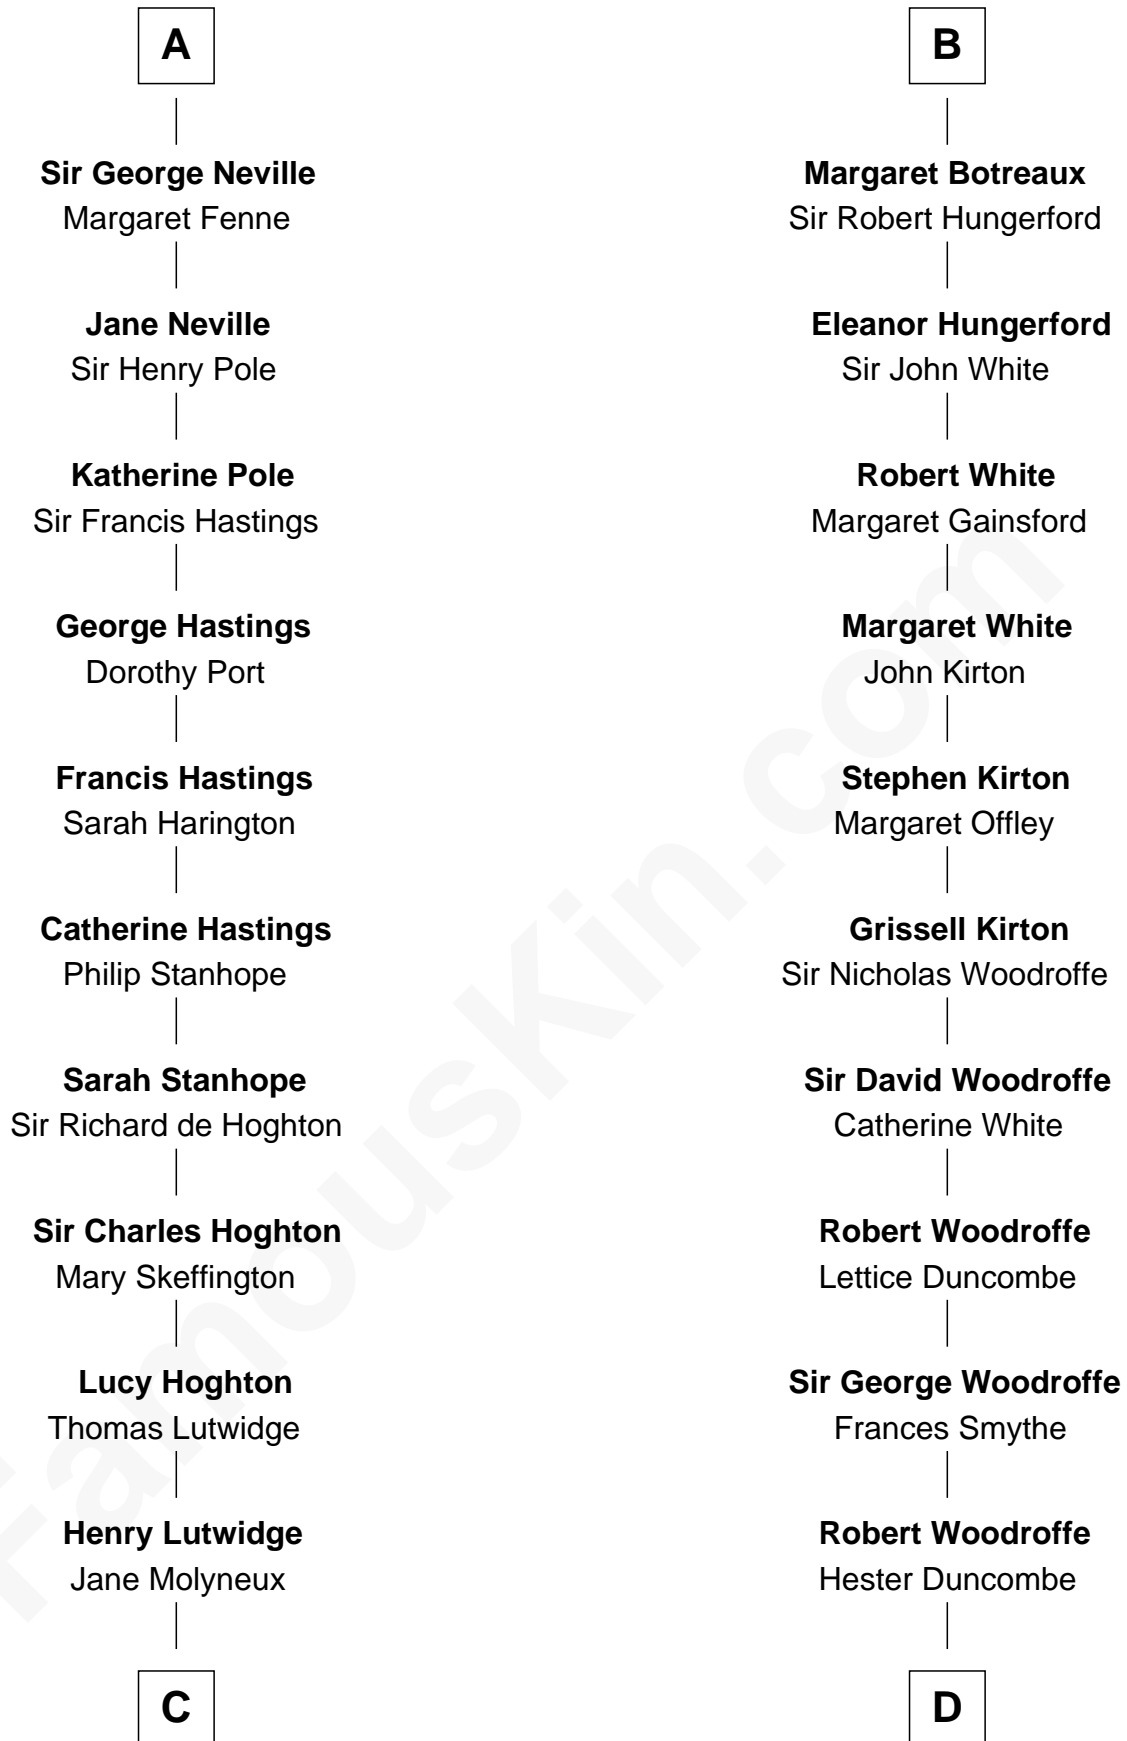 A
Sir George Neville
Margaret Fenne
Jane Neville
Sir Henry Pole
Katherine Pole
Sir Francis Hastings
George Hastings
Dorothy Port
Francis Hastings
Sarah Harington
Catherine Hastings
Philip Stanhope
Sarah Stanhope
Sir Richard de Hoghton
Sir Charles Hoghton
Mary Skeffington
Lucy Hoghton
Thomas Lutwidge
Henry Lutwidge
Jane Molyneux
C
B
Margaret Botreaux
Sir Robert Hungerford
Eleanor Hungerford
Sir John White
Robert White
Margaret Gainsford
Margaret White
John Kirton
Stephen Kirton
Margaret Offley
Grissell Kirton
Sir Nicholas Woodroffe
Sir David Woodroffe
Catherine White
Robert Woodroffe
Lettice Duncombe
Sir George Woodroffe
Frances Smythe
Robert Woodroffe
Hester Duncombe
D
FamousKin.com